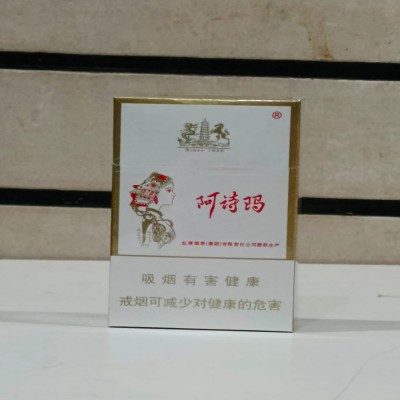 ®
阿诗玛
吸烟有害健康
戒烟可减少对健康的危害